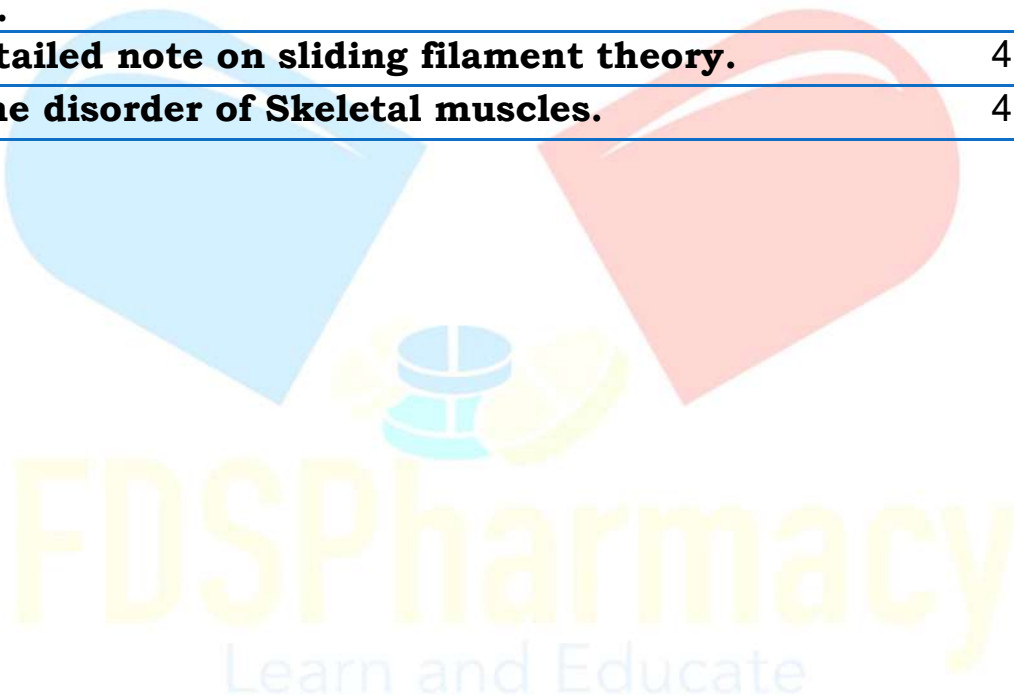 .
tailed note on sliding filament theory. 4
ne disorder of Skeletal muscles. 4
FDSPharmacy
Learn and Educate